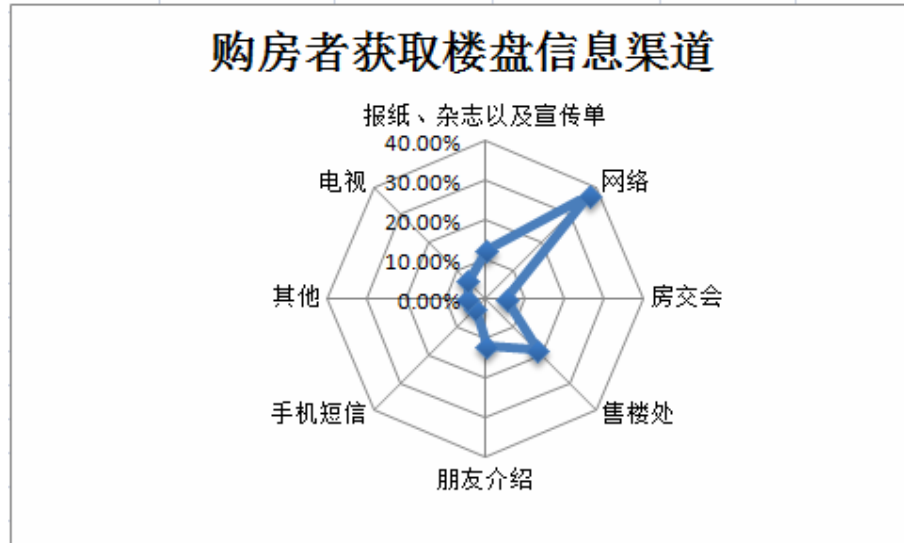 购房者获取楼盘信息渠道
报纸、杂志以及宣传单
40.00%
电视
30.00%
网络
20.00%
10.00%
其他
0.00%
房交会
手机短信
售楼处
朋友介绍